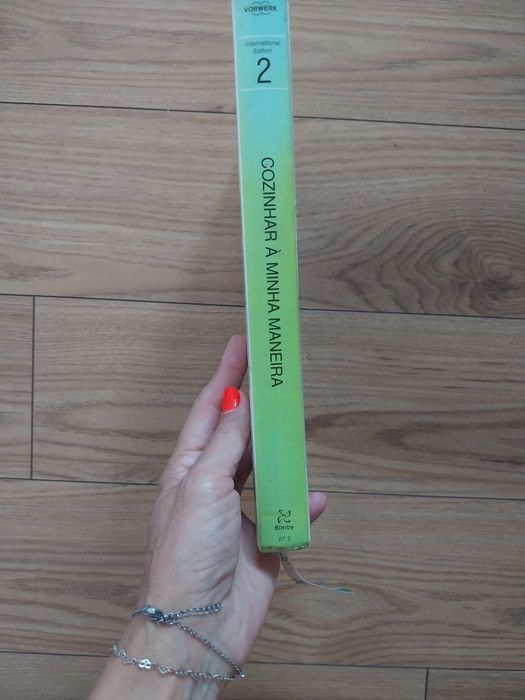 VORWERK
International
Edition
2
COZINHAR À MINHA MANEIRA
Bimby
PT 2